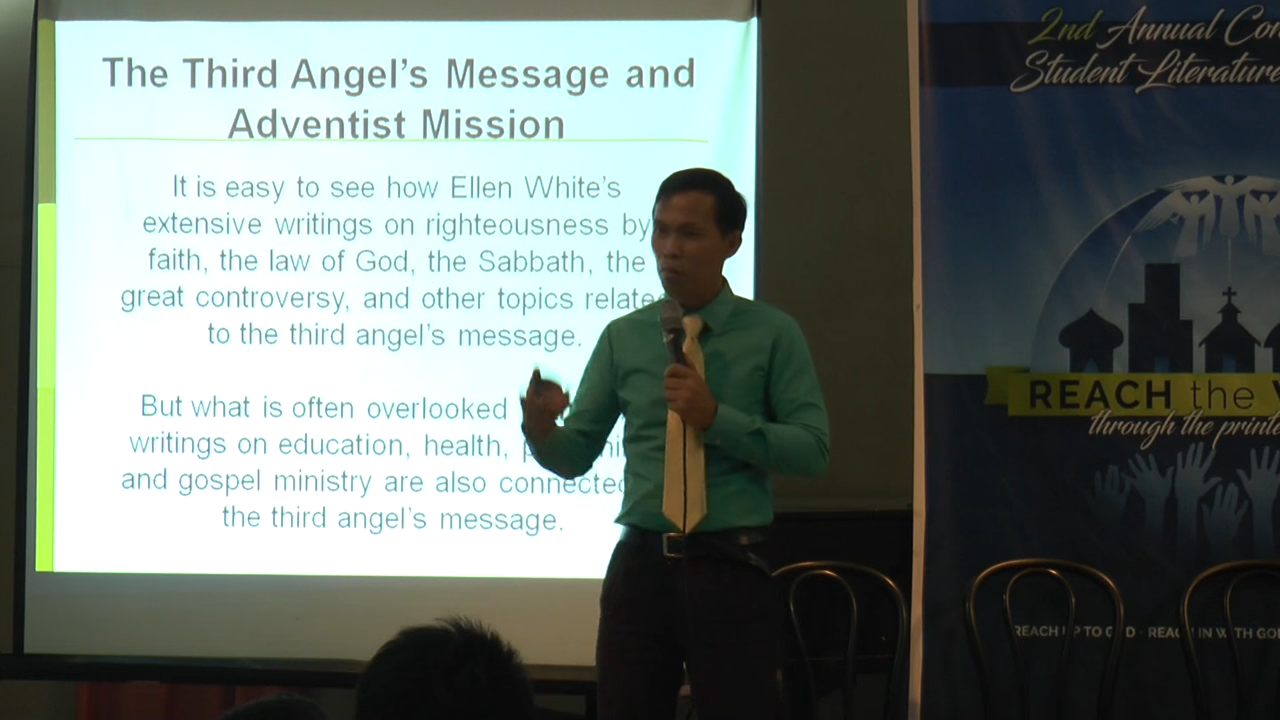 The Third Angel's Message and
Adventist Mission
It is easy to see how Ellen White's
extensive writings on righteousness by
faith, the law of God, the Sabbath, the
great controversy, and other topics relate
to the third angel's message.
But what is often overlooked
writings on education, health,
and gospel ministry are also connected
the third angel's message.
2nd Annual
Student Literature
REACH the
through the
REACH UP TO GOD · REACH IN WITH